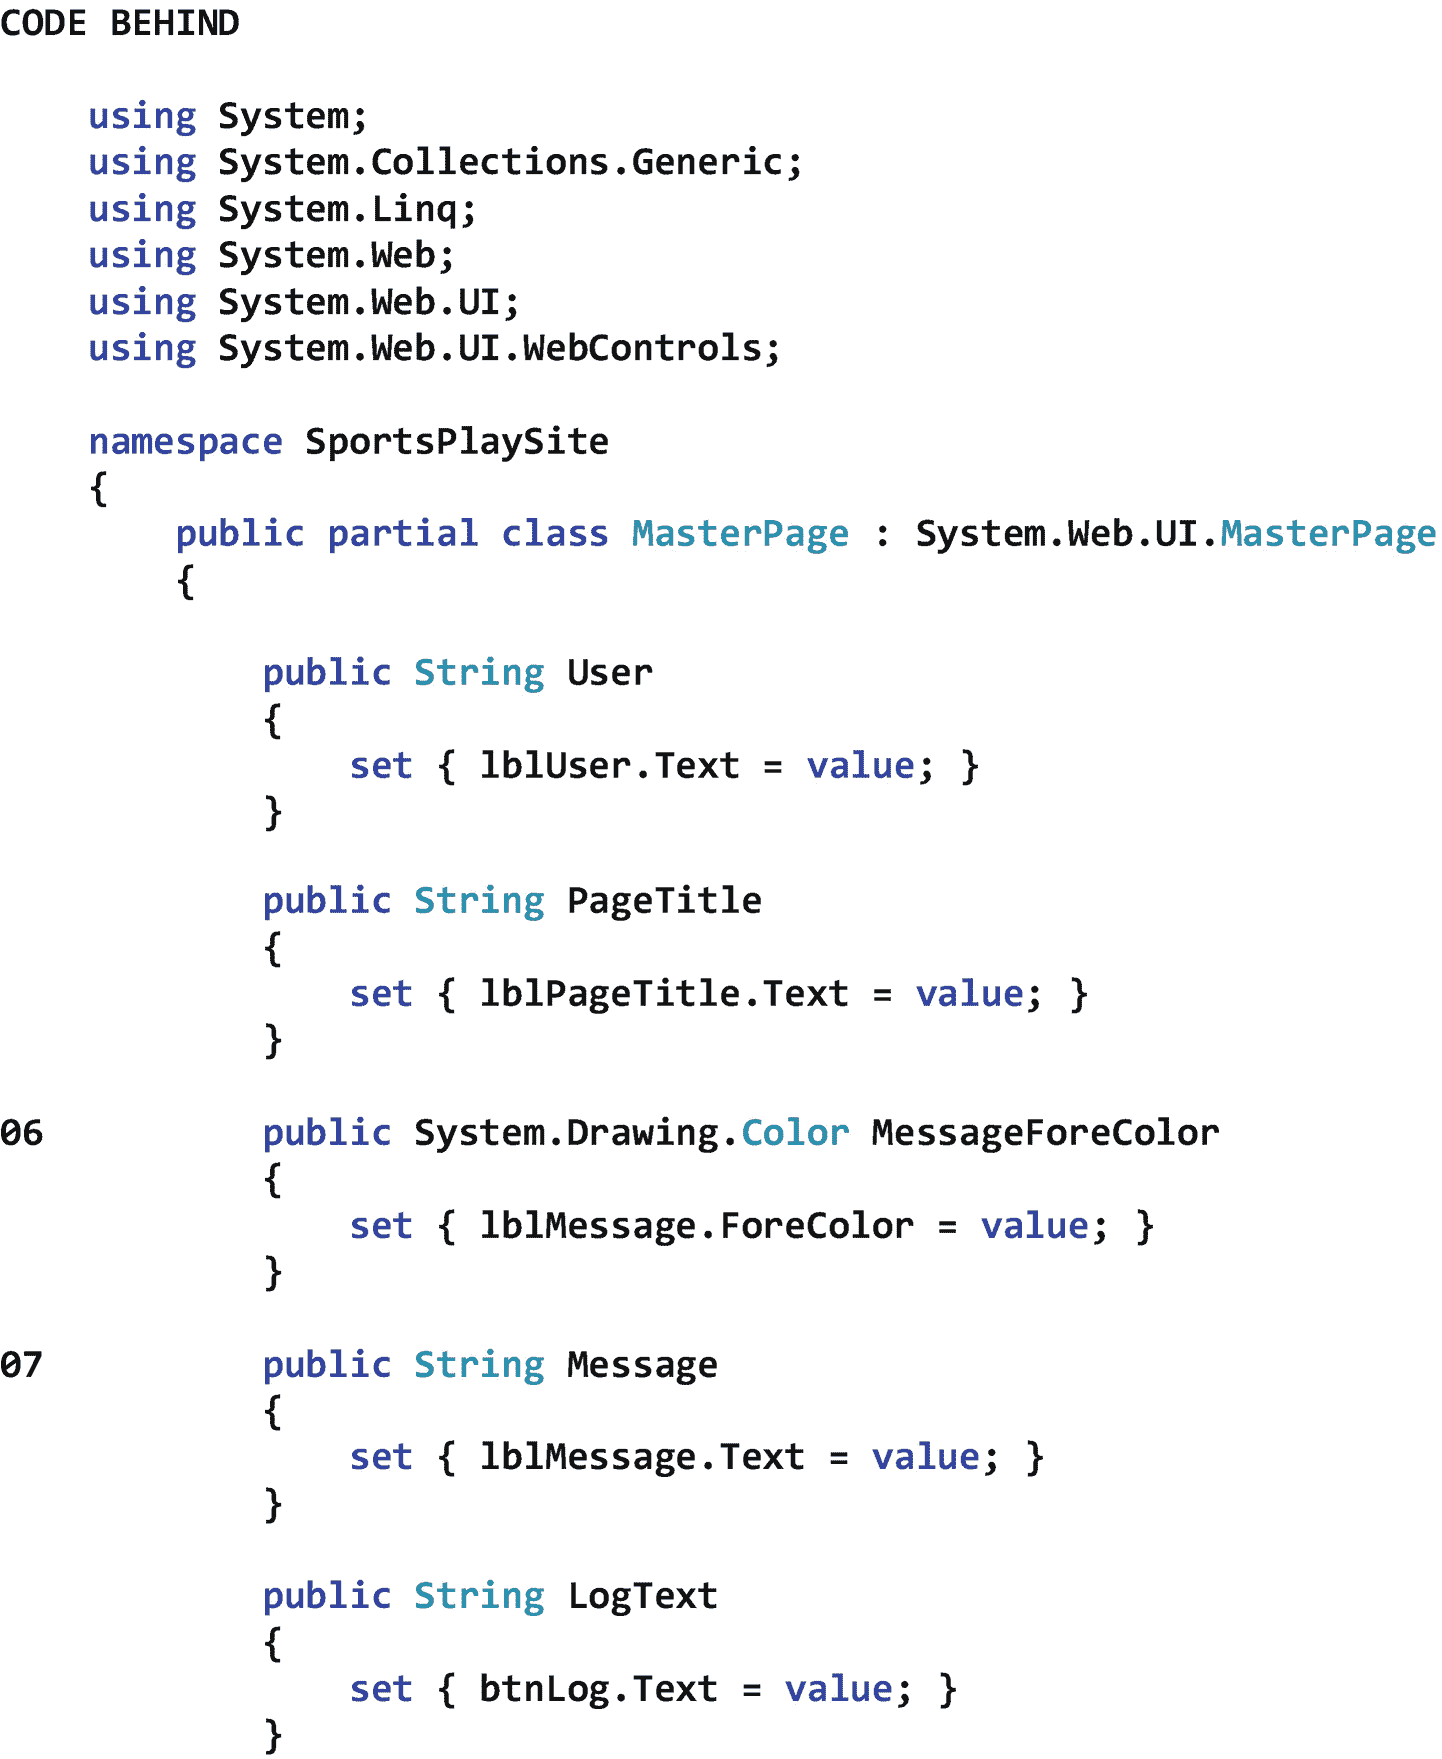 CODE BEHIND
using System;
using System.Collections.Generic;
using System.Linq;
using System.Web;
using System.Web.UI;
using System.Web.UI.WebControls;
namespace SportsPlaySite
{
public partial class MasterPage : System.Web.UI.MasterPage
{
public String User
{
set { lblUser.Text = value; }
}
public String PageTitle
{
set { lblPageTitle.Text = value; }
}
06 public System.Drawing.Color MessageForeColor
{
set { lblMessage.ForeColor = value; }
}
07 public String Message
{
set { lblMessage.Text = value; }
}
public String LogText
{
set { btnLog.Text = value; }
}